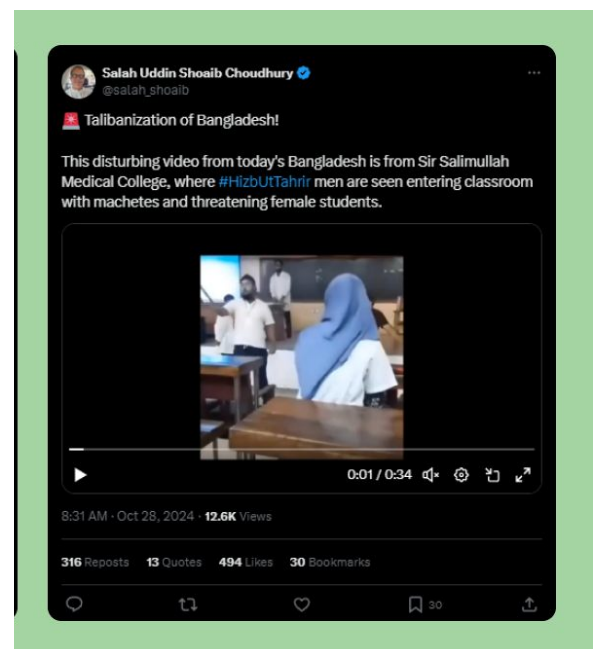 Salah Uddin Shoaib Choudhury
@salah_shoaib
🚨 Talibanization of Bangladesh!
This disturbing video from today's Bangladesh is from Sir Salimullah
Medical College, where #HizbUtTahrir men are seen entering classroom
with machetes and threatening female students.
0:01 / 0:34
8:31 AM · Oct 28, 2024 · 12.6K Views
316 Reposts 13 Quotes 494 Likes 30 Bookmarks
30